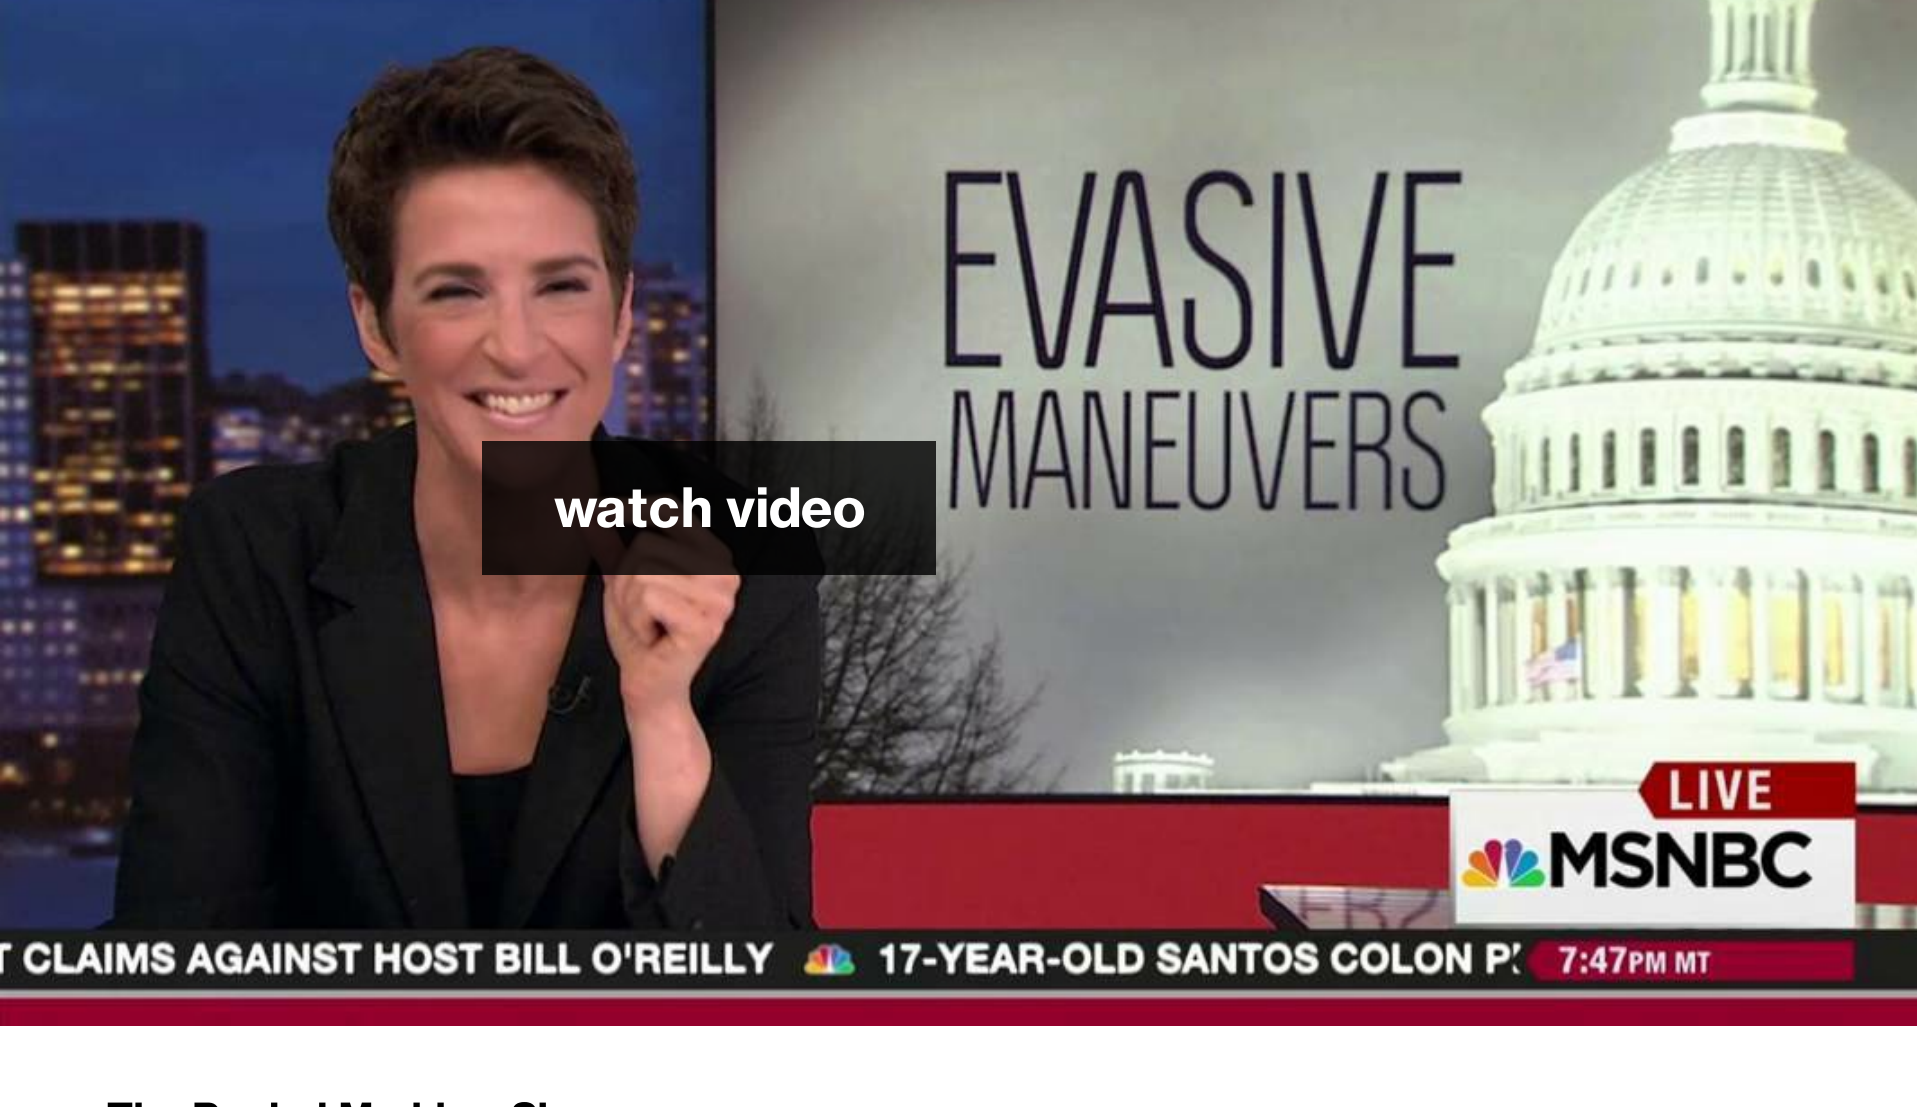 EVASIVE
MANEUVERS
watch video
LIVE
MSNBC
T CLAIMS AGAINST HOST BILL O'REILLY 17-YEAR-OLD SANTOS COLON
7:47PM MT